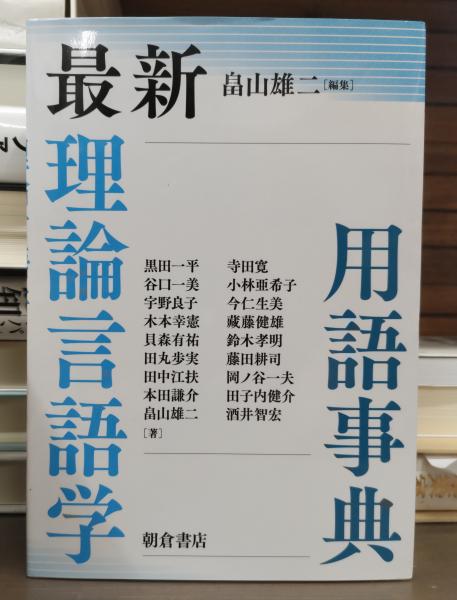 最新
畠山雄二[編集]
理論言語学
用語事典
黒田一平 寺田寛
谷口一美 小林亜希子
宇野良子 今仁生美
木本幸憲 蔵藤健雄
貝森有祐 鈴木孝明
田丸歩実 藤田耕司
田中江扶 岡ノ谷一夫
本田謙介 田子内健介
畠山雄二 酒井智宏
[著]
朝倉書店